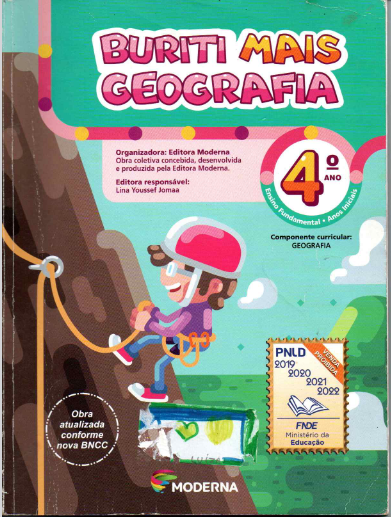 BURITI MAIS
GEOGRAFIA
Organizadora: Editora Moderna
Obra coletiva concebida, desenvolvida
e produzida pela Editora Moderna.
Editora responsável:
Lina Youssef Jomaa
4º
ANO
Ensino Fundamental • Anos Iniciais
Componente curricular:
GEOGRAFIA
PNLD
2019
2020
2021
2022
VENDA
PROIBIDA
FNDE
Ministério da
Educação
Obra
atualizada
conforme
nova BNCC
MODERNA